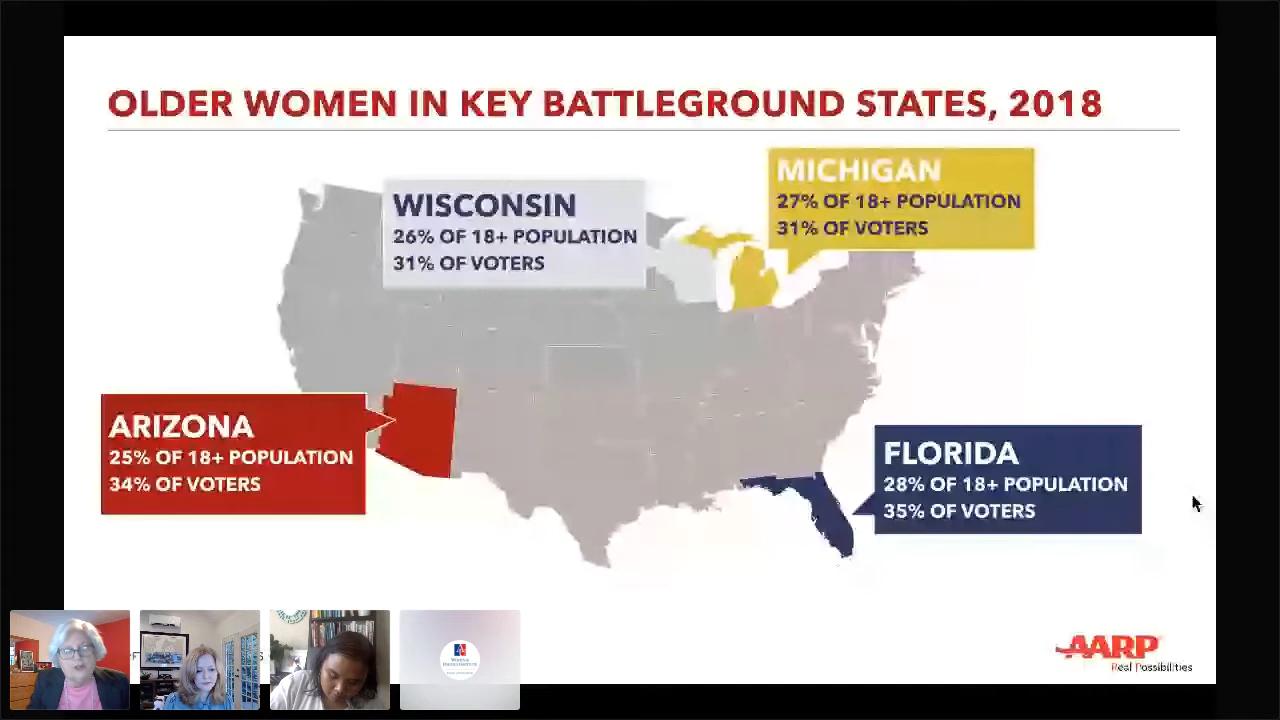 OLDER WOMEN IN KEY BATTLEGROUND STATES, 2018
WISCONSIN
26% OF 18+ POPULATION
31% OF VOTERS
MICHIGAN
27% OF 18+ POPULATION
31% OF VOTERS
ARIZONA
25% OF 18+ POPULATION
34% OF VOTERS
FLORIDA
28% OF 18+ POPULATION
35% OF VOTERS
AARP
Real Possibilities